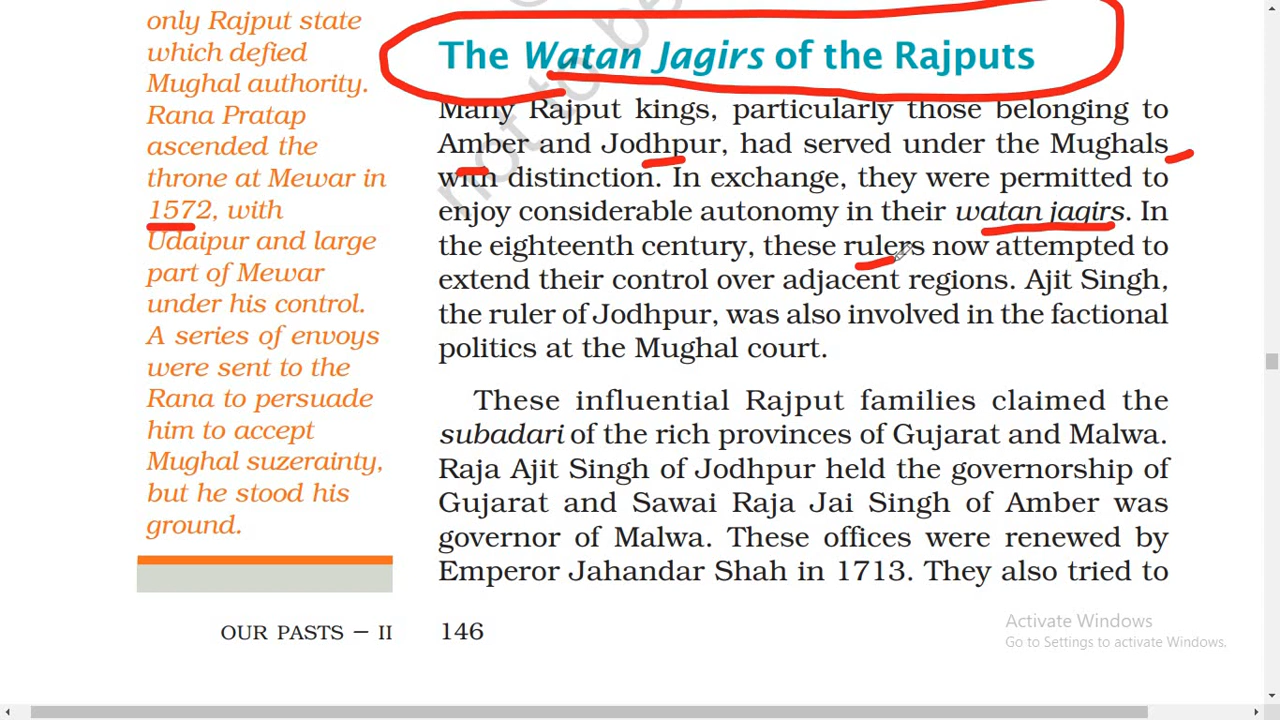 only Rajput state
which defied
Mughal authority.
Rana Pratap
ascended the
throne at Mewar in
1572, with
Udaipur and large
part of Mewar
under his control.
A series of envoys
were sent to the
Rana to persuade
him to accept
Mughal suzerainty,
but he stood his
ground.
The Watan Jagirs of the Rajputs
Many Rajput kings, particularly those belonging to
Amber and Jodhpur, had served under the Mughals
with distinction. In exchange, they were permitted to
enjoy considerable autonomy in their watan jagirs. In
the eighteenth century, these rulers now attempted to
extend their control over adjacent regions. Ajit Singh,
the ruler of Jodhpur, was also involved in the factional
politics at the Mughal court.
These influential Rajput families claimed the
subadari of the rich provinces of Gujarat and Malwa.
Raja Ajit Singh of Jodhpur held the governorship of
Gujarat and Sawai Raja Jai Singh of Amber was
governor of Malwa. These offices were renewed by
Emperor Jahandar Shah in 1713. They also tried to
OUR PASTS – II 146
not to be
Activate Windows
Go to Settings to activate Windows.